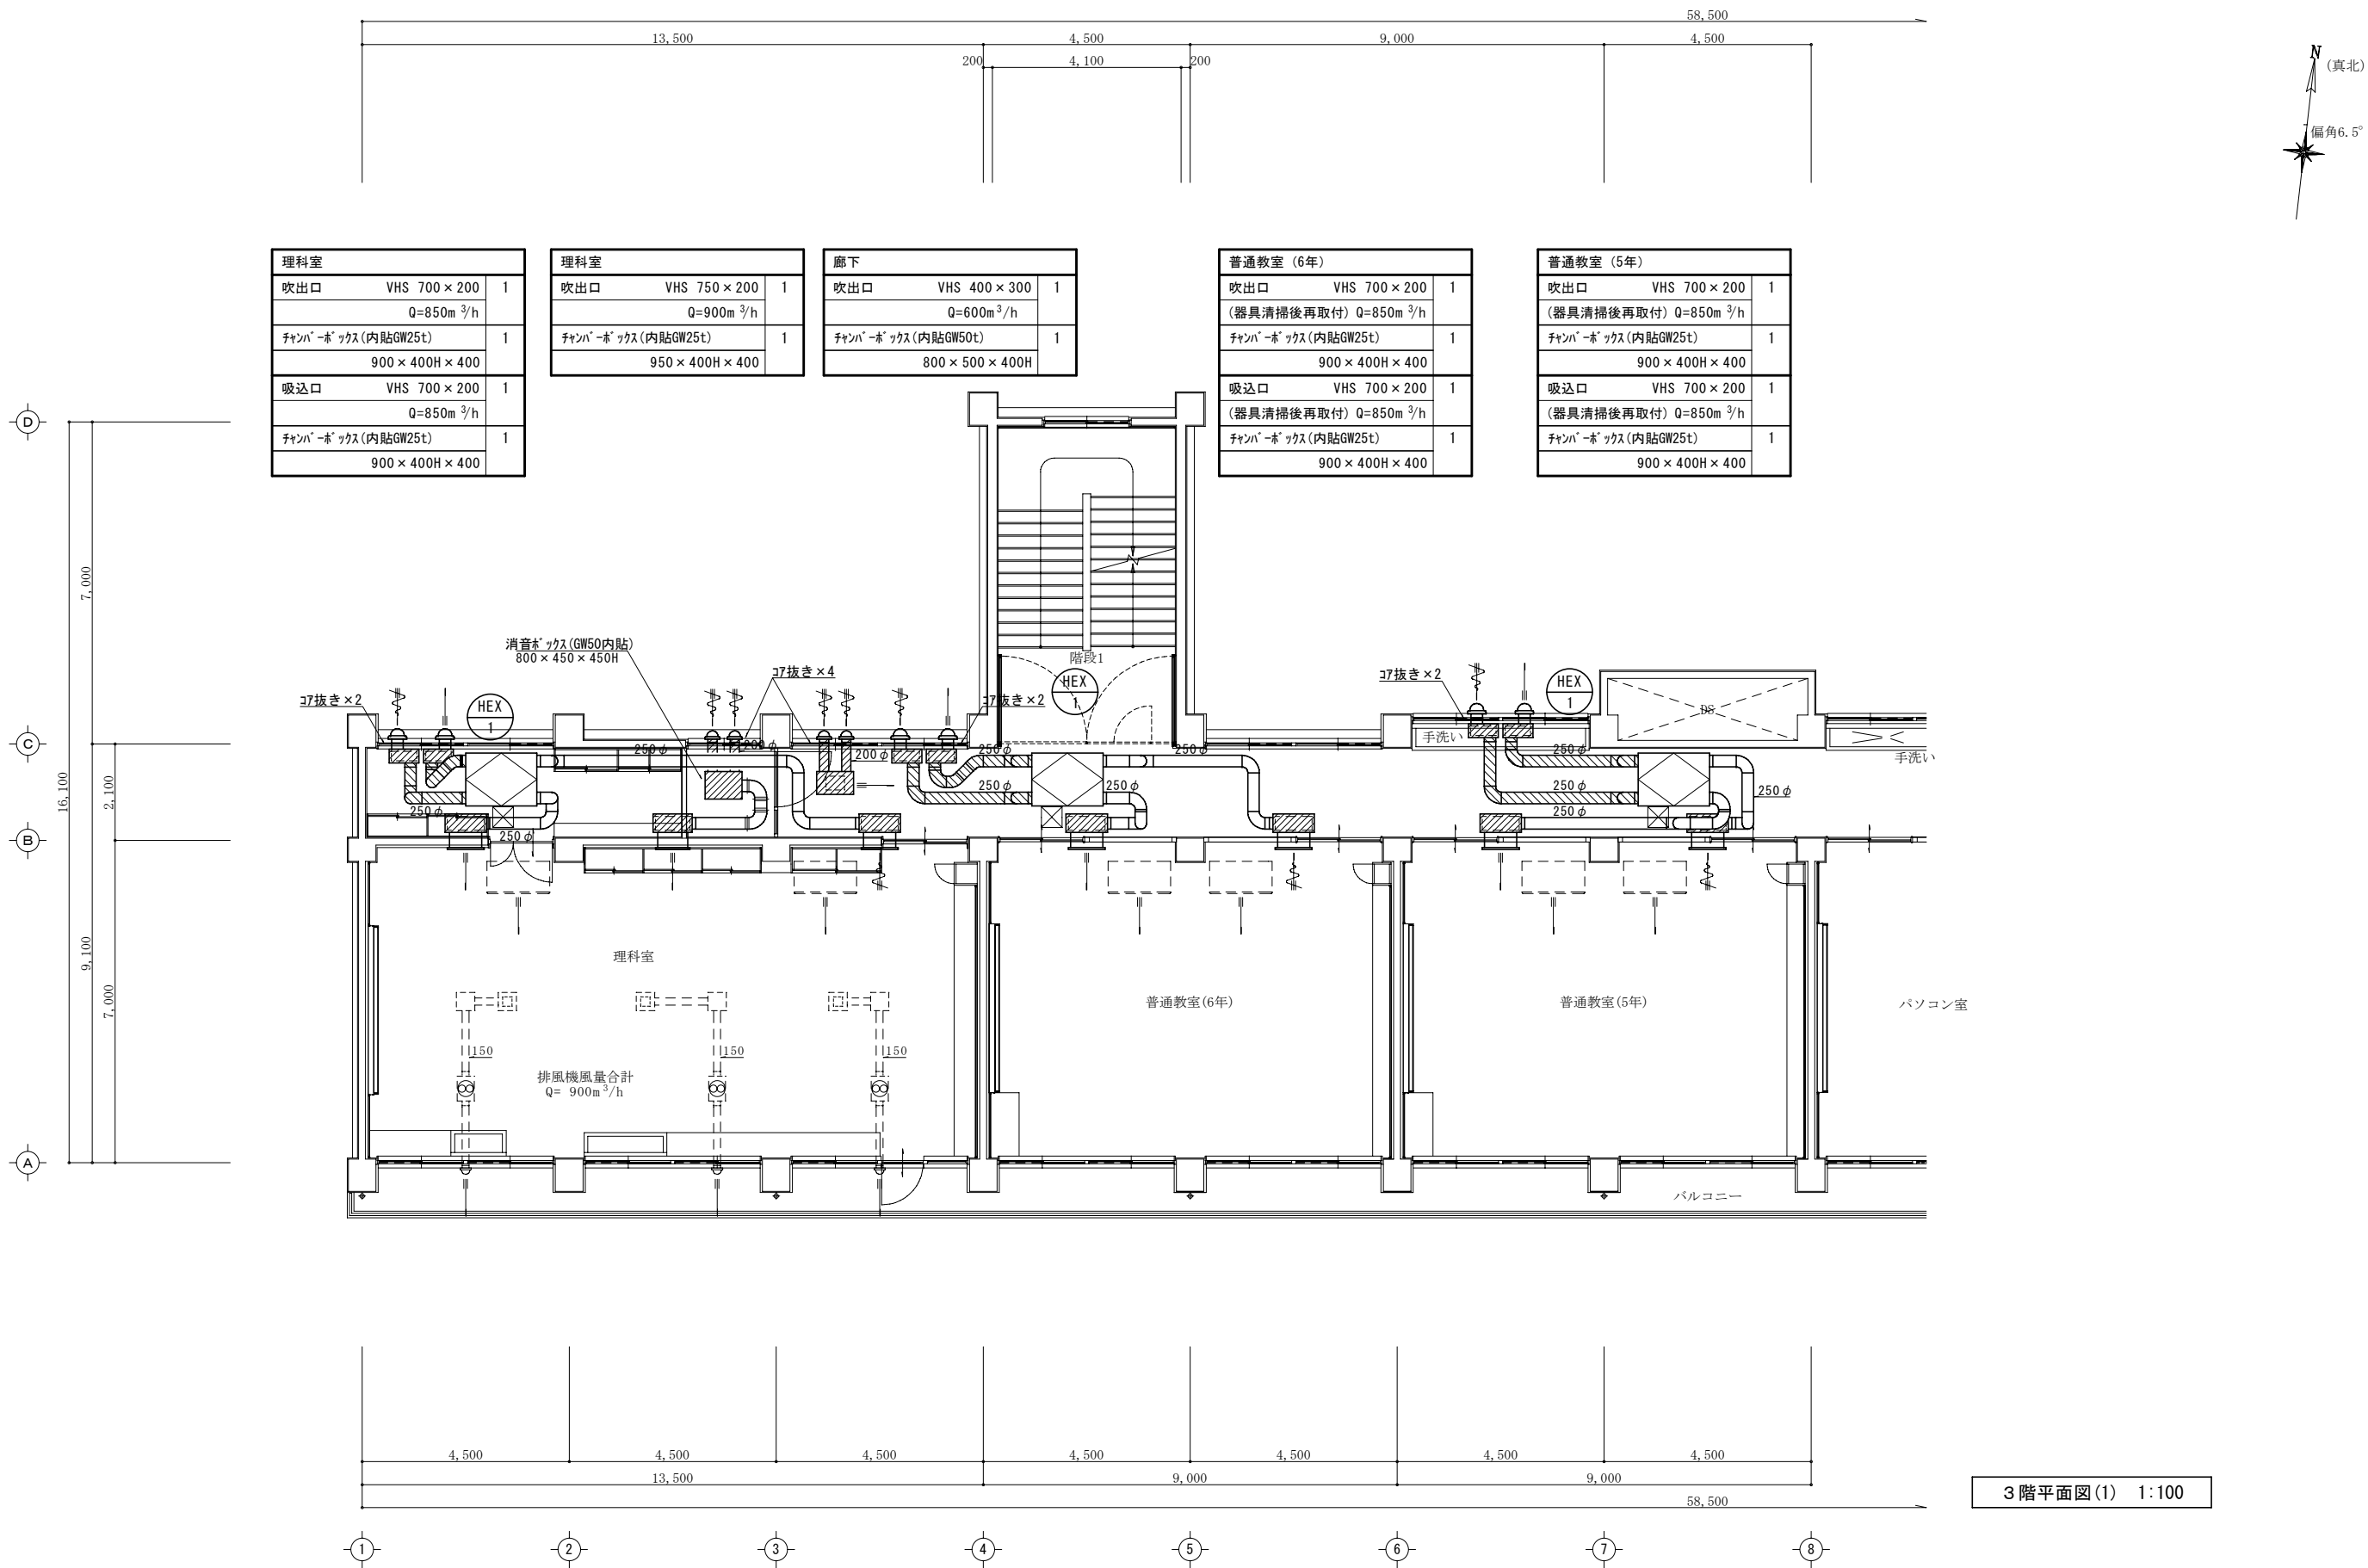 58,500
13,500
4,500
9,000
4,500
200
4,100
200
N
(真北)
偏角6.5°
理科室
吹出口 VHS 700×200 1
Q=850m³/h
ﾁｬﾝﾊﾞｰﾎﾞｯｸｽ(内貼GW25t) 1
900×400H×400
吸込口 VHS 700×200 1
Q=850m³/h
ﾁｬﾝﾊﾞｰﾎﾞｯｸｽ(内貼GW25t) 1
900×400H×400
理科室
吹出口 VHS 750×200 1
Q=900m³/h
ﾁｬﾝﾊﾞｰﾎﾞｯｸｽ(内貼GW25t) 1
950×400H×400
廊下
吹出口 VHS 400×300 1
Q=600m³/h
ﾁｬﾝﾊﾞｰﾎﾞｯｸｽ(内貼GW50t) 1
800×500×400H
普通教室 (6年)
吹出口 VHS 700×200 1
(器具清掃後再取付) Q=850m³/h
ﾁｬﾝﾊﾞｰﾎﾞｯｸｽ(内貼GW25t) 1
900×400H×400
吸込口 VHS 700×200 1
(器具清掃後再取付) Q=850m³/h
ﾁｬﾝﾊﾞｰﾎﾞｯｸｽ(内貼GW25t) 1
900×400H×400
普通教室 (5年)
吹出口 VHS 700×200 1
(器具清掃後再取付) Q=850m³/h
ﾁｬﾝﾊﾞｰﾎﾞｯｸｽ(内貼GW25t) 1
900×400H×400
吸込口 VHS 700×200 1
(器具清掃後再取付) Q=850m³/h
ﾁｬﾝﾊﾞｰﾎﾞｯｸｽ(内貼GW25t) 1
900×400H×400
D
7,000
消音ﾎﾞｯｸｽ(GW50内貼)
800×450×450H
階段1
ｺｱ抜き×4
ｺｱ抜き×2
HEX
1
ｺｱ抜き×2
HEX
1
ｺｱ抜き×2
HEX
1
DS
手洗い
手洗い
C
16,100
2,100
250φ
200φ
200φ
250φ
250φ
250φ
250φ
250φ
250φ
250φ
250φ
250φ
250φ
250φ
B
9,100
7,000
理科室
普通教室(6年)
普通教室(5年)
パソコン室
150
150
150
排風機風量合計
Q= 900m³/h
A
バルコニー
4,500
4,500
4,500
4,500
4,500
4,500
4,500
13,500
9,000
9,000
58,500
3階平面図(1) 1:100
1
2
3
4
5
6
7
8